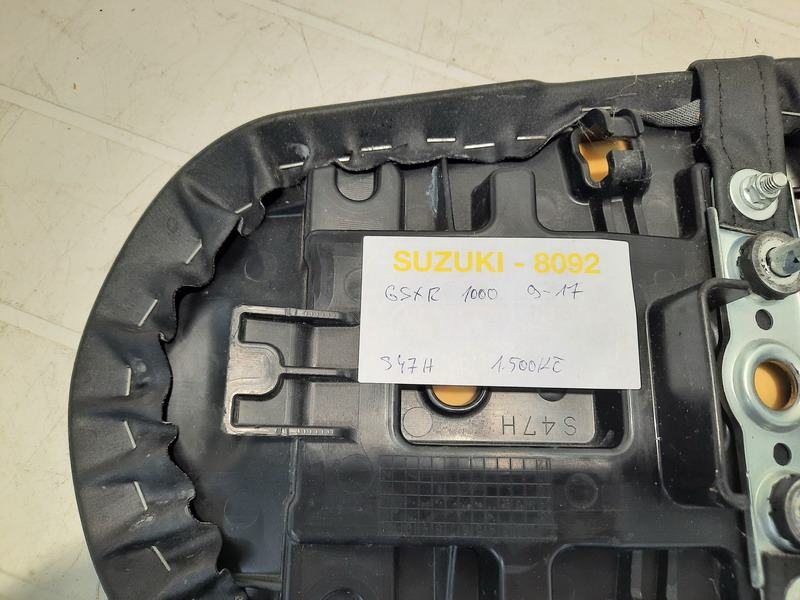 SUZUKI - 8092
GSXR 1000 9-17
S47H 1.500KČ
S47H